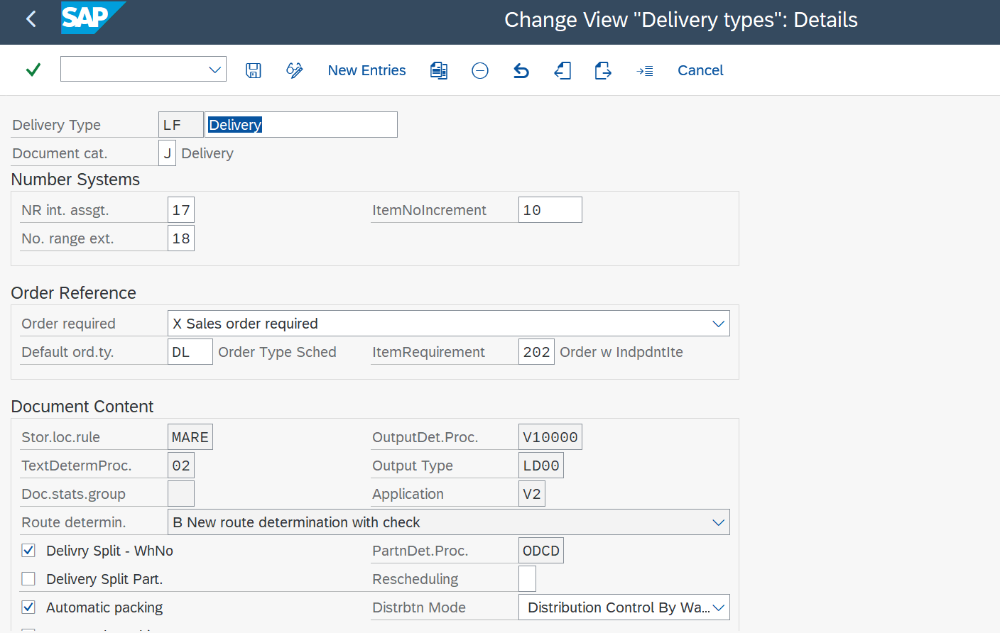 SAP Change View "Delivery types": Details
New Entries Cancel
Delivery Type LF Delivery
Document cat. J Delivery
Number Systems
NR int. assgt. 17 ItemNoIncrement 10
No. range ext. 18
Order Reference
Order required X Sales order required
Default ord.ty. DL Order Type Sched ItemRequirement 202 Order w IndpdntIte
Document Content
Stor.loc.rule MARE OutputDet.Proc. V10000
TextDetermProc. 02 Output Type LD00
Doc.stats.group Application V2
Route determin. B New route determination with check
Delivry Split - WhNo PartnDet.Proc. ODCD
Delivery Split Part. Rescheduling
Automatic packing Distrbtn Mode Distribution Control By Wa...